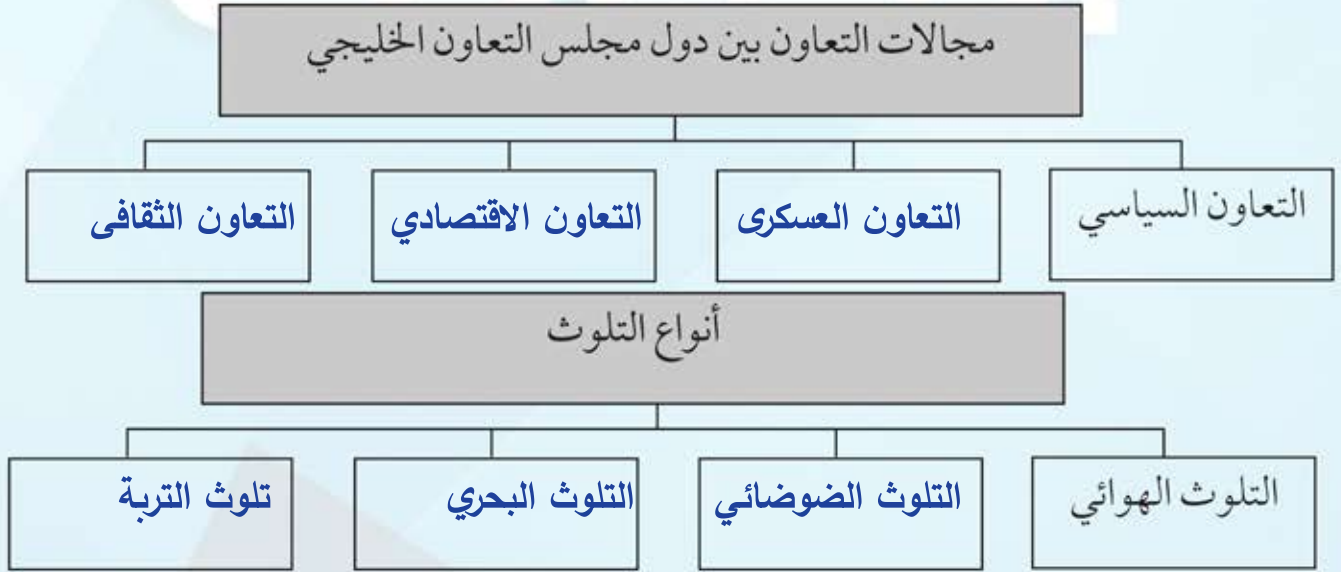 مجالات التعاون بين دول مجلس التعاون الخليجي
التعاون السياسي
التعاون العسكرى
التعاون الاقتصادي
التعاون الثقافى
أنواع التلوث
التلوث الهوائي
التلوث الضوضائي
التلوث البحري
تلوث التربة